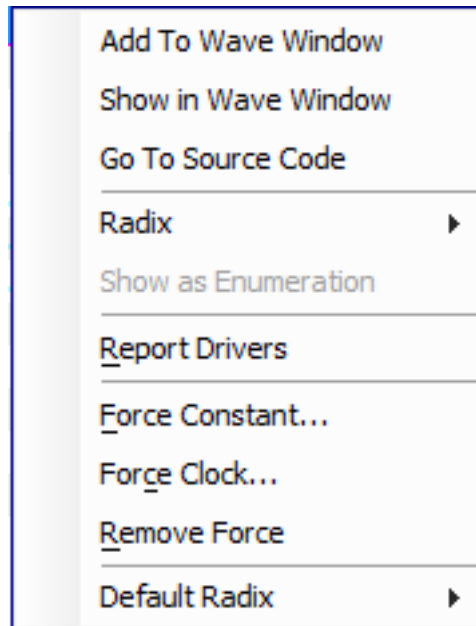 Add To Wave Window
Show in Wave Window
Go To Source Code
Radix
Show as Enumeration
Report Drivers
Force Constant...
Force Clock...
Remove Force
Default Radix